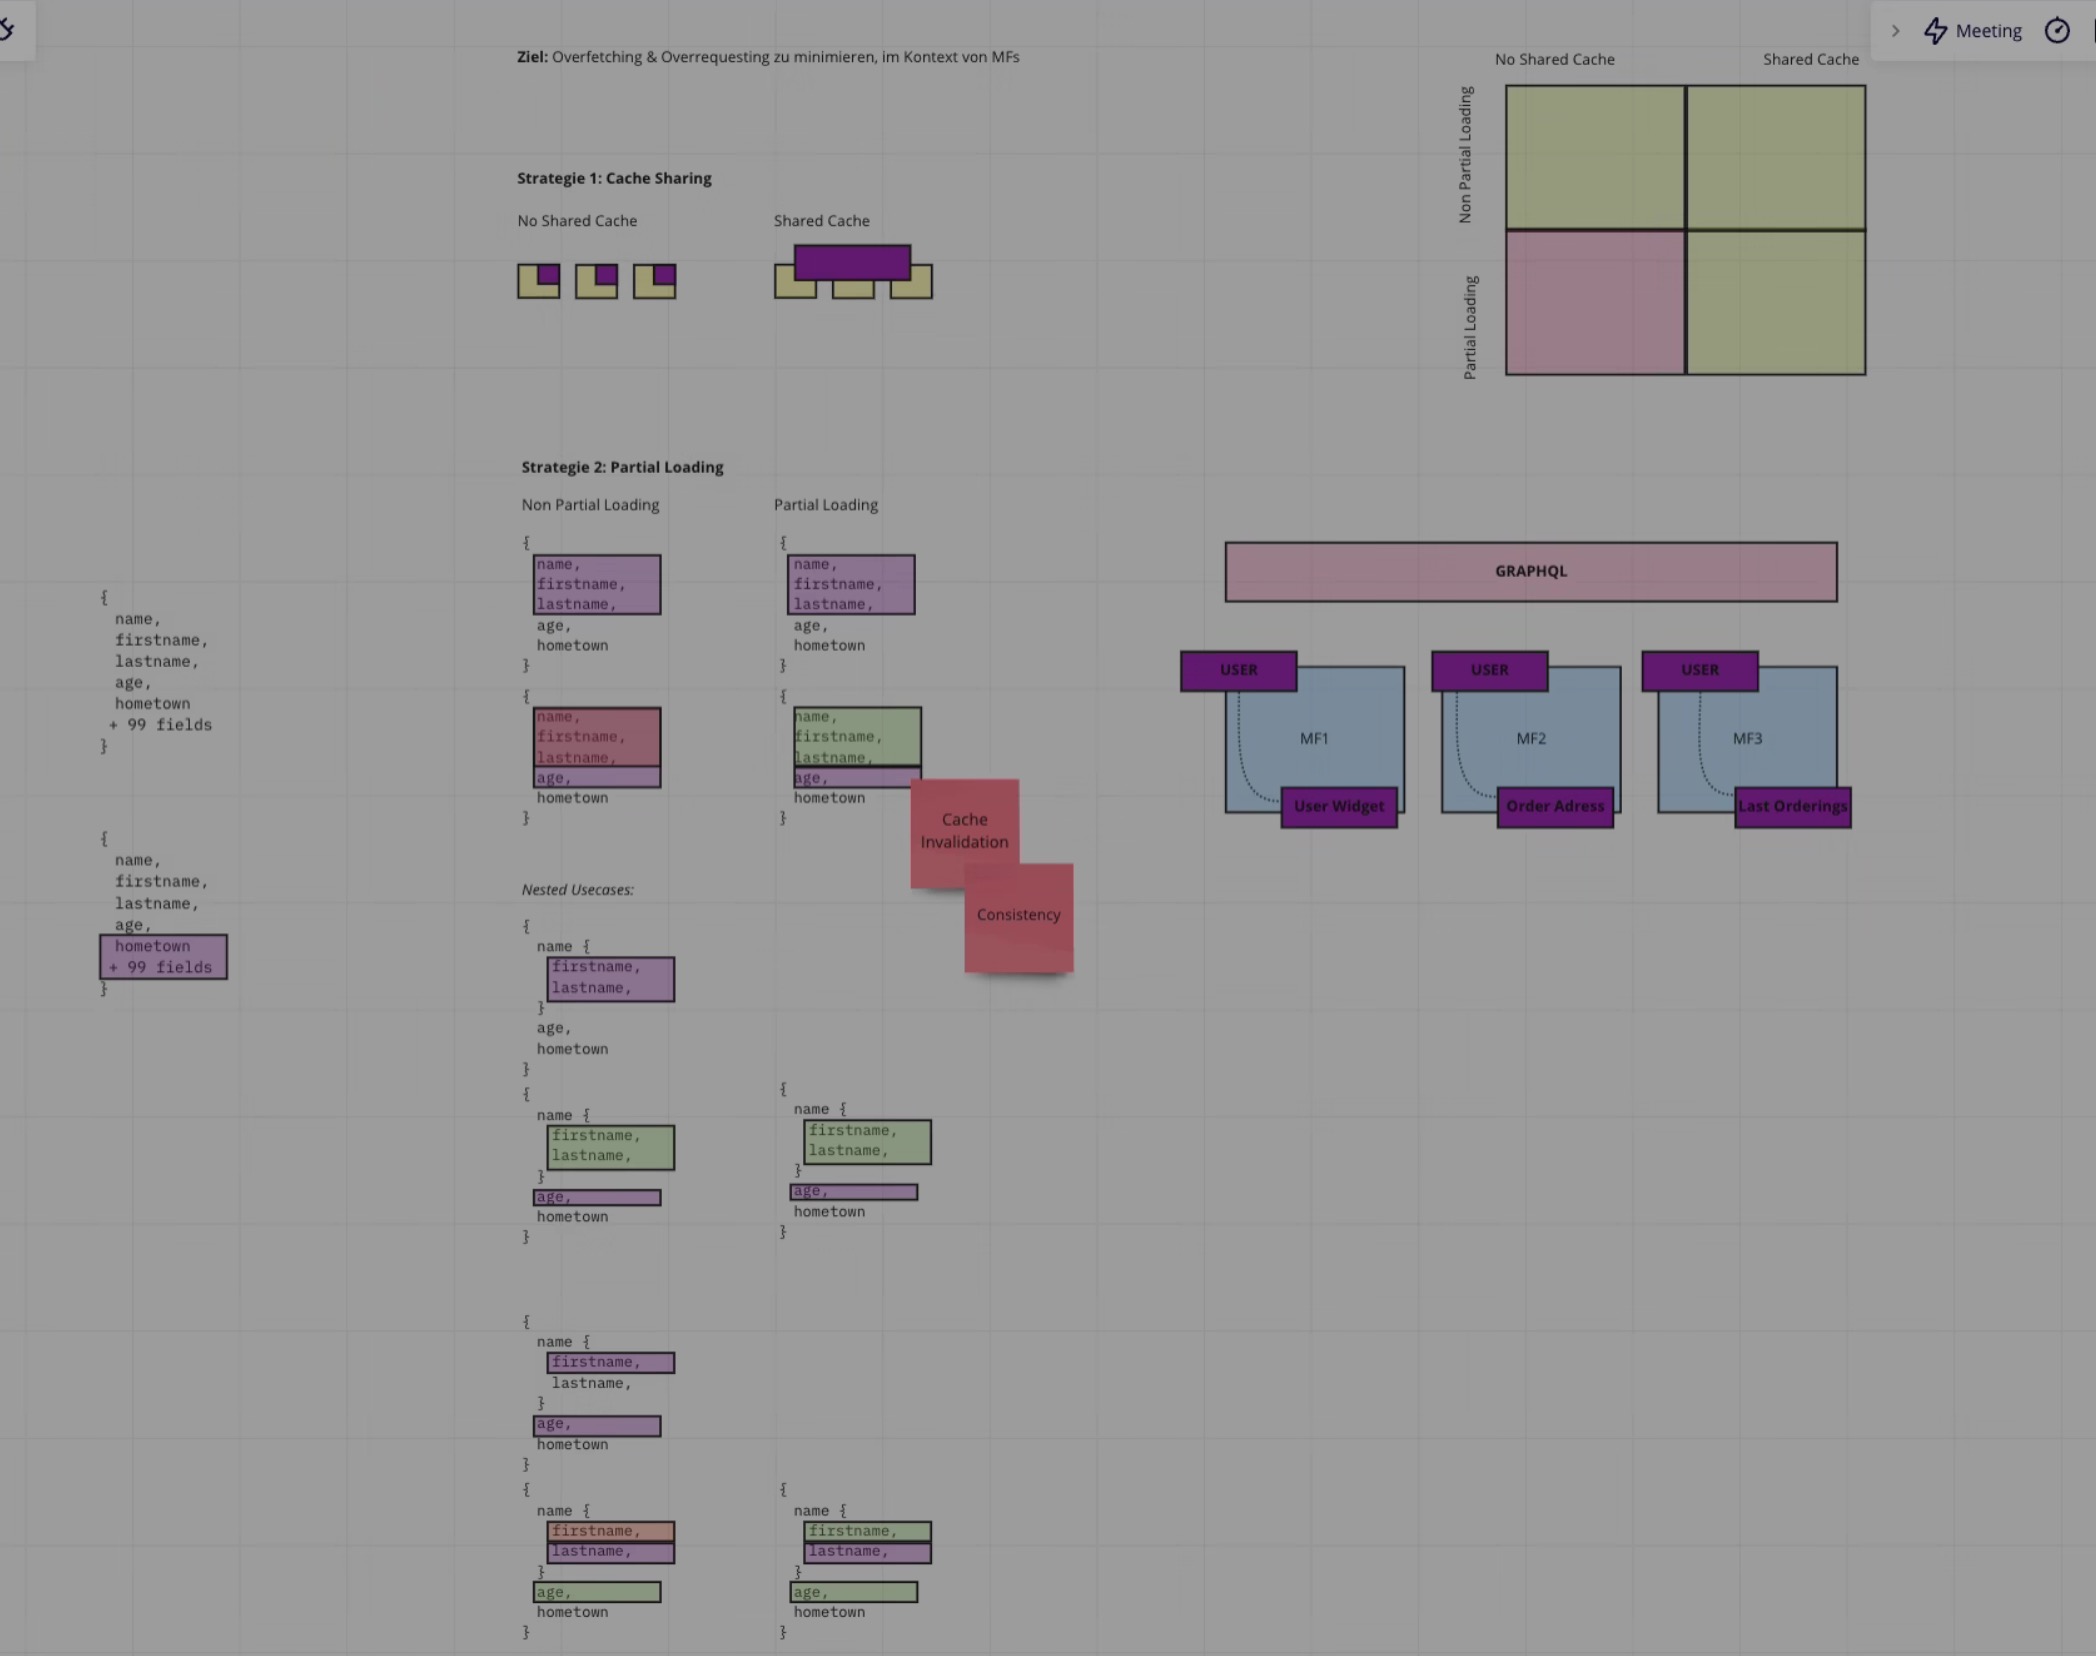 Meeting
Ziel: Overfetching & Overrequesting zu minimieren, im Kontext von MFs
No Shared Cache
Shared Cache
Non Partial Loading
Partial Loading
Strategie 1: Cache Sharing
No Shared Cache
Shared Cache
Strategie 2: Partial Loading
Non Partial Loading
Partial Loading
{
name,
firstname,
lastname,
age,
hometown
+ 99 fields
}
{
name,
firstname,
lastname,
age,
hometown
+ 99 fields
}
{
name,
firstname,
lastname,
age,
hometown
}
{
name,
firstname,
lastname,
age,
hometown
}
{
name,
firstname,
lastname,
age,
hometown
}
{
name,
firstname,
lastname,
age,
hometown
}
Cache
Invalidation
Consistency
Nested Usecases:
{
name {
firstname,
lastname,
}
age,
hometown
}
{
name {
firstname,
lastname,
}
age,
hometown
}
{
name {
firstname,
lastname,
}
age,
hometown
}
{
name {
firstname,
lastname,
}
age,
hometown
}
{
name {
firstname,
lastname,
}
age,
hometown
}
{
name {
firstname,
lastname,
}
age,
hometown
}
GRAPHQL
USER
MF1
User Widget
USER
MF2
Order Adress
USER
MF3
Last Orderings